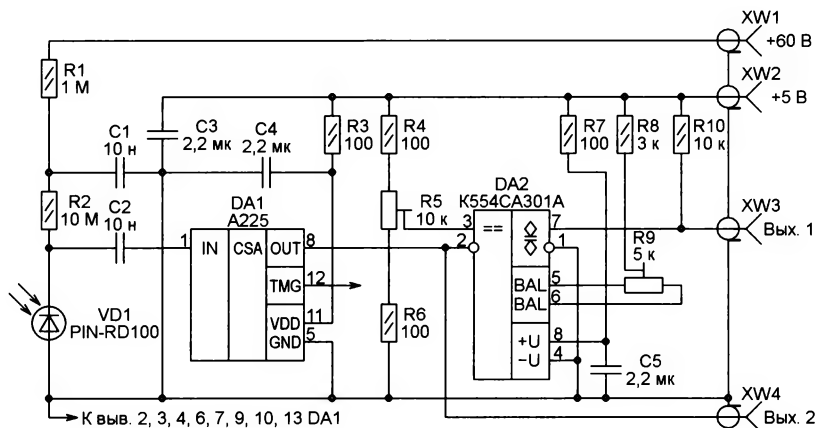 XW1
+60 В
R1
1 М
XW2
+5 В
C1
10 н
C3
2,2 мк
C4
2,2 мк
R3
100
R4
100
R7
100
R8
3 к
R10
10 к
R2
10 М
C2
10 н
DA1
A225
R5
10 к
DA2
К554СА301А
XW3
Вых. 1
1
IN
CSA
OUT
8
TMG
12
VDD
11
GND
5
3
2
==
7
1
BAL
5
BAL
6
+U
8
−U
4
R9
5 к
VD1
PIN-RD100
R6
100
C5
2,2 мк
XW4
Вых. 2
К выв. 2, 3, 4, 6, 7, 9, 10, 13 DA1